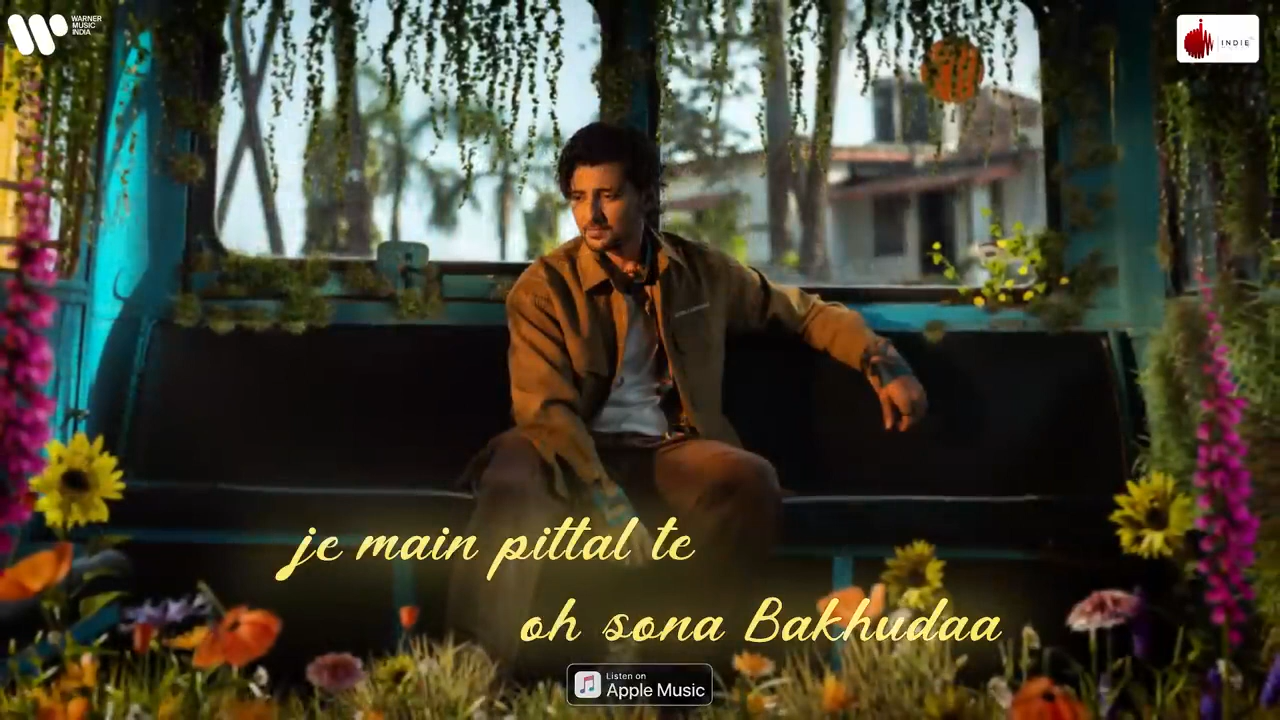 WARNER
MUSIC
INDIA
INDIE
je main pittal te
oh sona Bakhudaa
Listen on
Apple Music